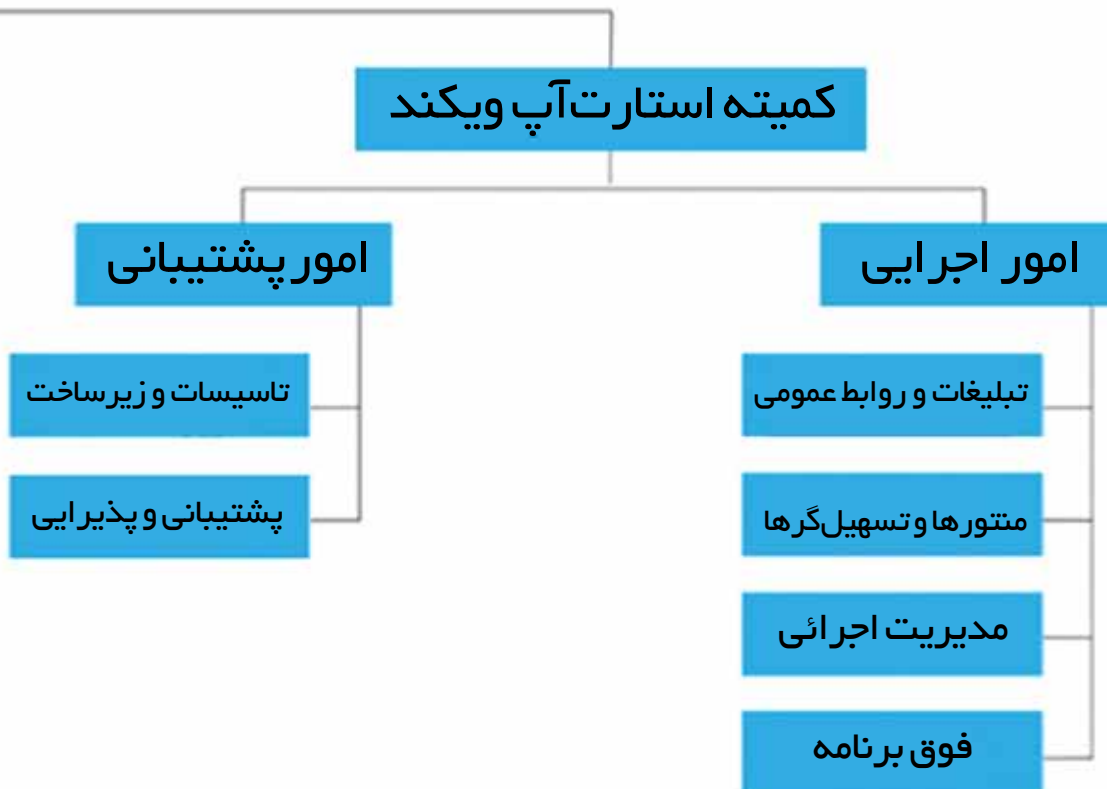 کمیته استارت‌آپ ویکند
امور اجرایی
امور پشتیبانی
تبلیغات و روابط عمومی
تاسیسات و زیرساخت
منتورها و تسهیل‌گرها
پشتیبانی و پذیرایی
مدیریت اجرائی
فوق برنامه